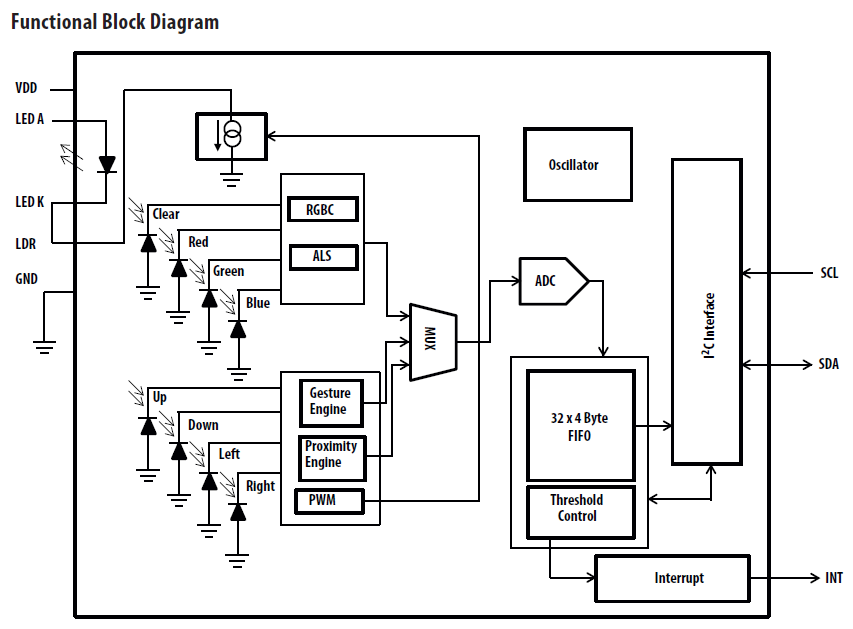 Functional Block Diagram
VDD
LED A
LED K
LDR
GND
Clear
Red
Green
Blue
RGBC
ALS
Up
Down
Left
Right
Gesture
Engine
Proximity
Engine
PWM
MUX
Oscillator
ADC
32 x 4 Byte
FIFO
Threshold
Control
Interrupt
I²C Interface
SCL
SDA
INT